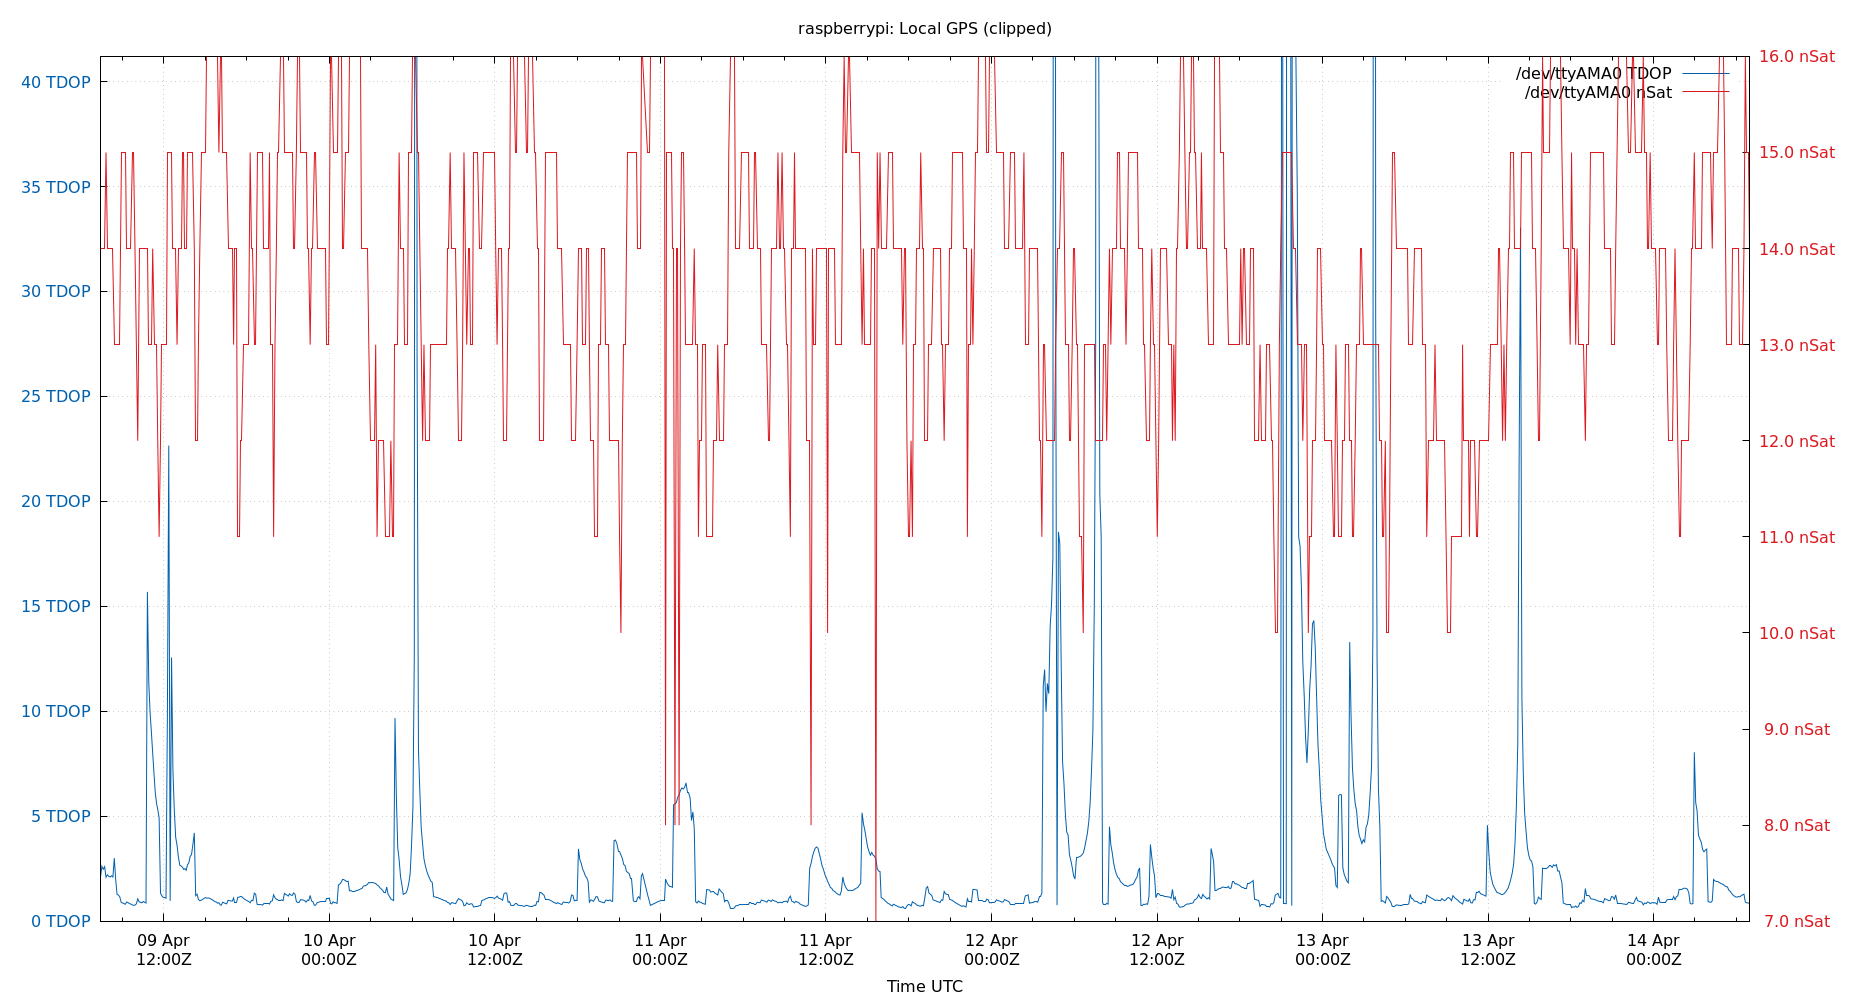 raspberrypi: Local GPS (clipped)
40 TDOP
35 TDOP
30 TDOP
25 TDOP
20 TDOP
15 TDOP
10 TDOP
5 TDOP
0 TDOP
16.0 nSat
15.0 nSat
14.0 nSat
13.0 nSat
12.0 nSat
11.0 nSat
10.0 nSat
9.0 nSat
8.0 nSat
7.0 nSat
/dev/ttyAMA0 TDOP
/dev/ttyAMA0 nSat
09 Apr
12:00Z
10 Apr
00:00Z
10 Apr
12:00Z
11 Apr
00:00Z
11 Apr
12:00Z
12 Apr
00:00Z
12 Apr
12:00Z
13 Apr
00:00Z
13 Apr
12:00Z
14 Apr
00:00Z
Time UTC